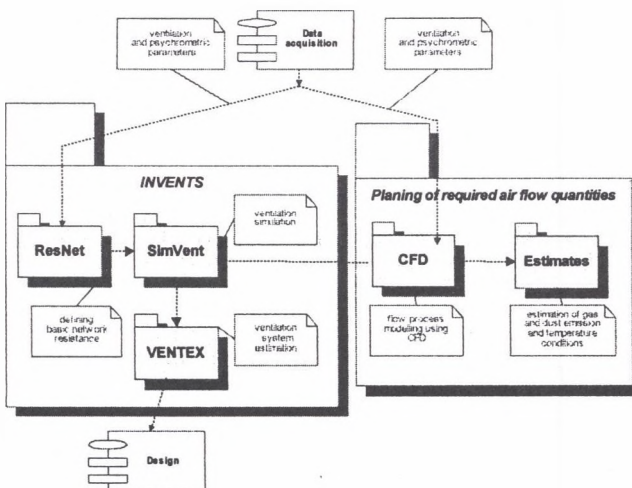 ventilation
and psychrometric
parameters
Data
acquisition
ventilation
and psychrometric
parameters
INVENTS
Planing of required air flow quantities
ResNet
SimVent
ventilation
simulation
CFD
Estimates
defining
basic network
resistance
VENTEX
ventilation
system
estimation
flow process
modelling using
CFD
estimation of gas
and dust emission
and temperature
conditions
Design